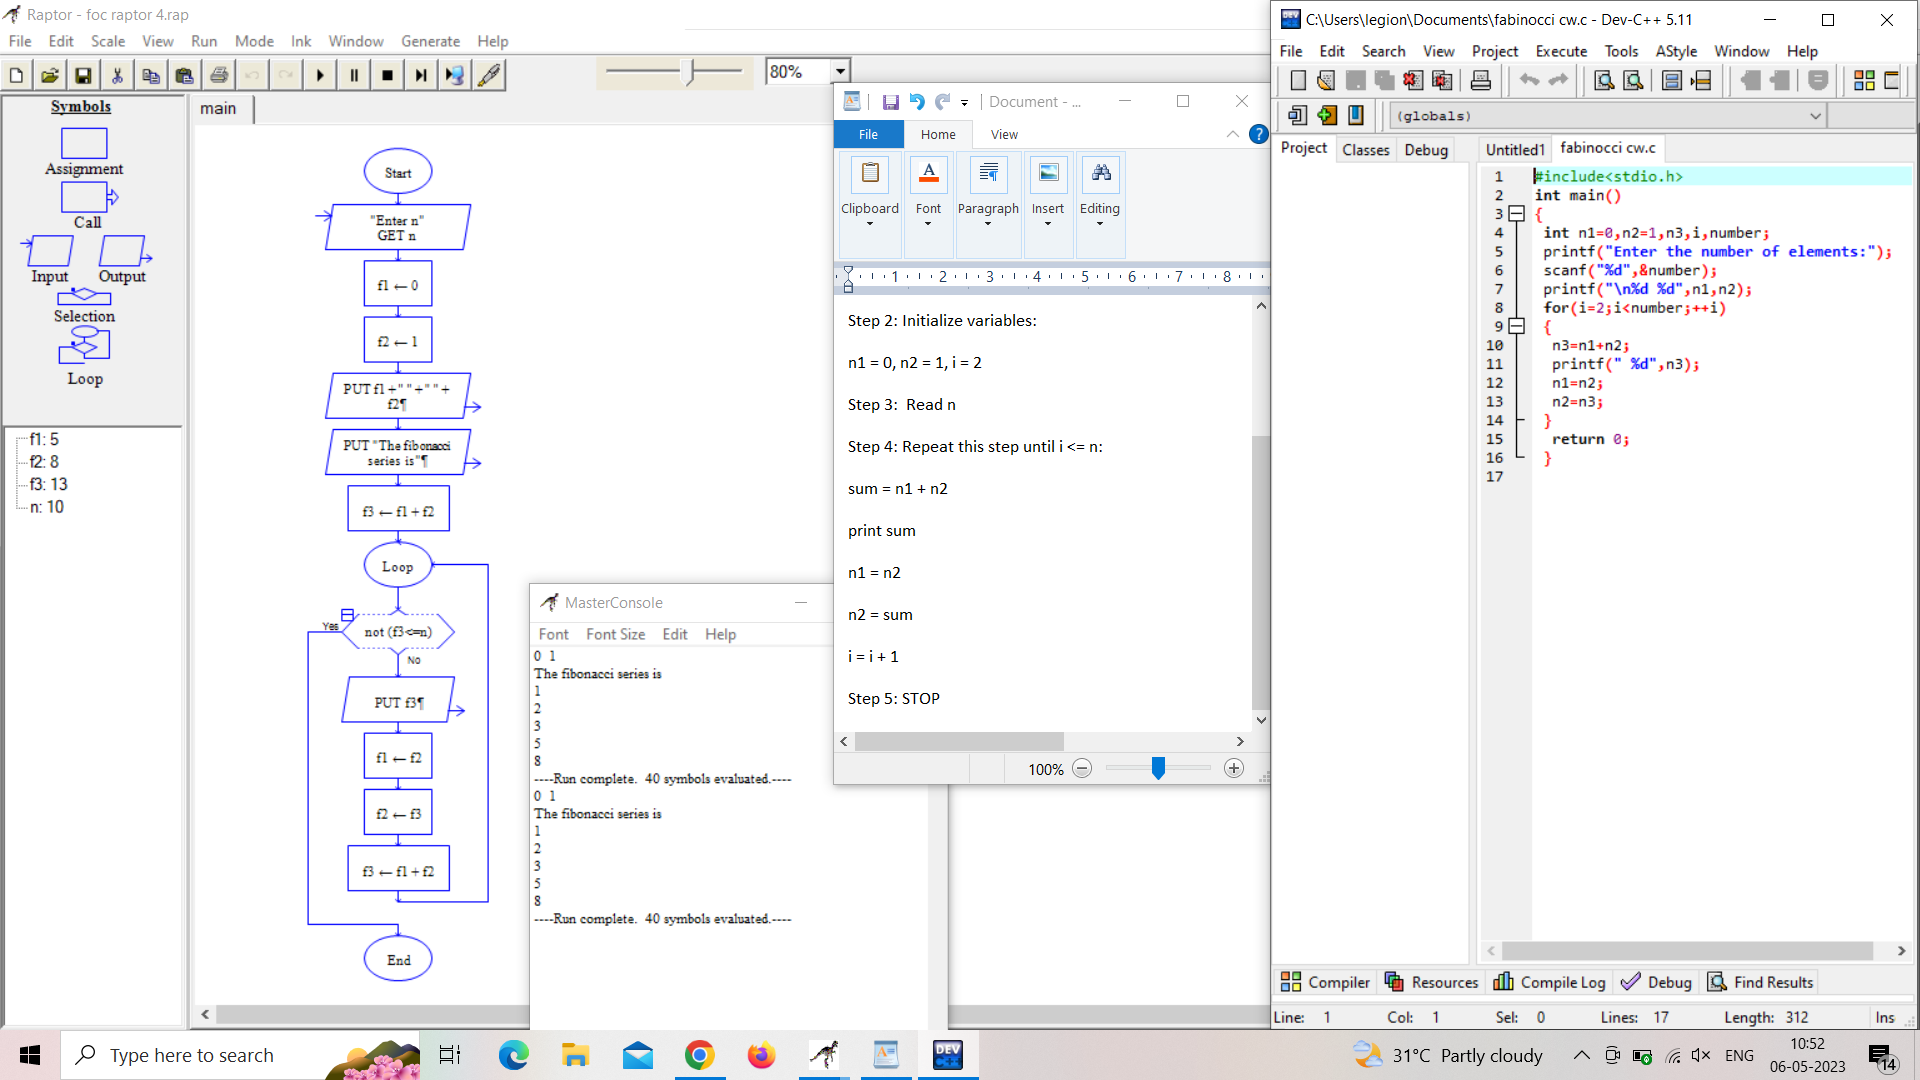 Raptor - foc raptor 4.rap
File Edit Scale View Run Mode Ink Window Generate Help
80%
Symbols
Assignment
Call
Input Output
Selection
Loop
f1: 5
f2: 8
f3: 13
n: 10
main
Start
"Enter n"
GET n
f1 ← 0
f2 ← 1
PUT f1 +" "+" "+
f2¶
PUT "The fibonacci
series is"¶
f3 ← f1 + f2
Loop
Yes
not (f3<=n)
No
PUT f3¶
f1 ← f2
f2 ← f3
f3 ← f1 + f2
End
MasterConsole
Font Font Size Edit Help
0 1
The fibonacci series is
1
2
3
5
8
----Run complete. 40 symbols evaluated.----
0 1
The fibonacci series is
1
2
3
5
8
----Run complete. 40 symbols evaluated.----
Document - ...
File Home View
Clipboard Font Paragraph Insert Editing
1 2 3 4 5 6 7 8
Step 2: Initialize variables:
n1 = 0, n2 = 1, i = 2
Step 3:  Read n
Step 4: Repeat this step until i <= n:
sum = n1 + n2
print sum
n1 = n2
n2 = sum
i = i + 1
Step 5: STOP
100%
C:\Users\legion\Documents\fabinocci cw.c - Dev-C++ 5.11
File Edit Search View Project Execute Tools AStyle Window Help
(globals)
Project Classes Debug
Untitled1 fabinocci cw.c
1 #include<stdio.h>
2 int main()
3 {
4 int n1=0,n2=1,n3,i,number;
5 printf("Enter the number of elements:");
6 scanf("%d",&number);
7 printf("\n%d %d",n1,n2);
8 for(i=2;i<number;++i)
9 {
10 n3=n1+n2;
11 printf(" %d",n3);
12 n1=n2;
13 n2=n3;
14 }
15 return 0;
16 }
17
Compiler Resources Compile Log Debug Find Results
Line: 1 Col: 1 Sel: 0 Lines: 17 Length: 312 Ins
Type here to search
DEV
31°C Partly cloudy
ENG
10:52
06-05-2023
14